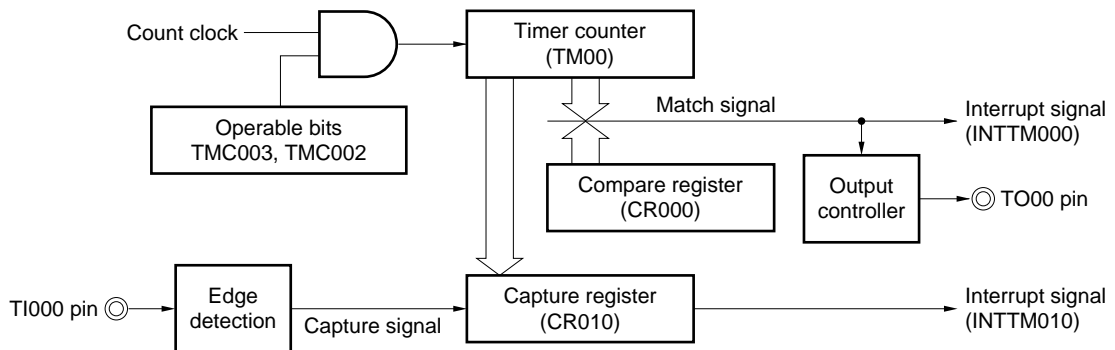 Count clock
Timer counter
(TM00)
Operable bits
TMC003, TMC002
Match signal
Interrupt signal
(INTTM000)
Compare register
(CR000)
Output
controller
TO00 pin
TI000 pin
Edge
detection
Capture signal
Capture register
(CR010)
Interrupt signal
(INTTM010)